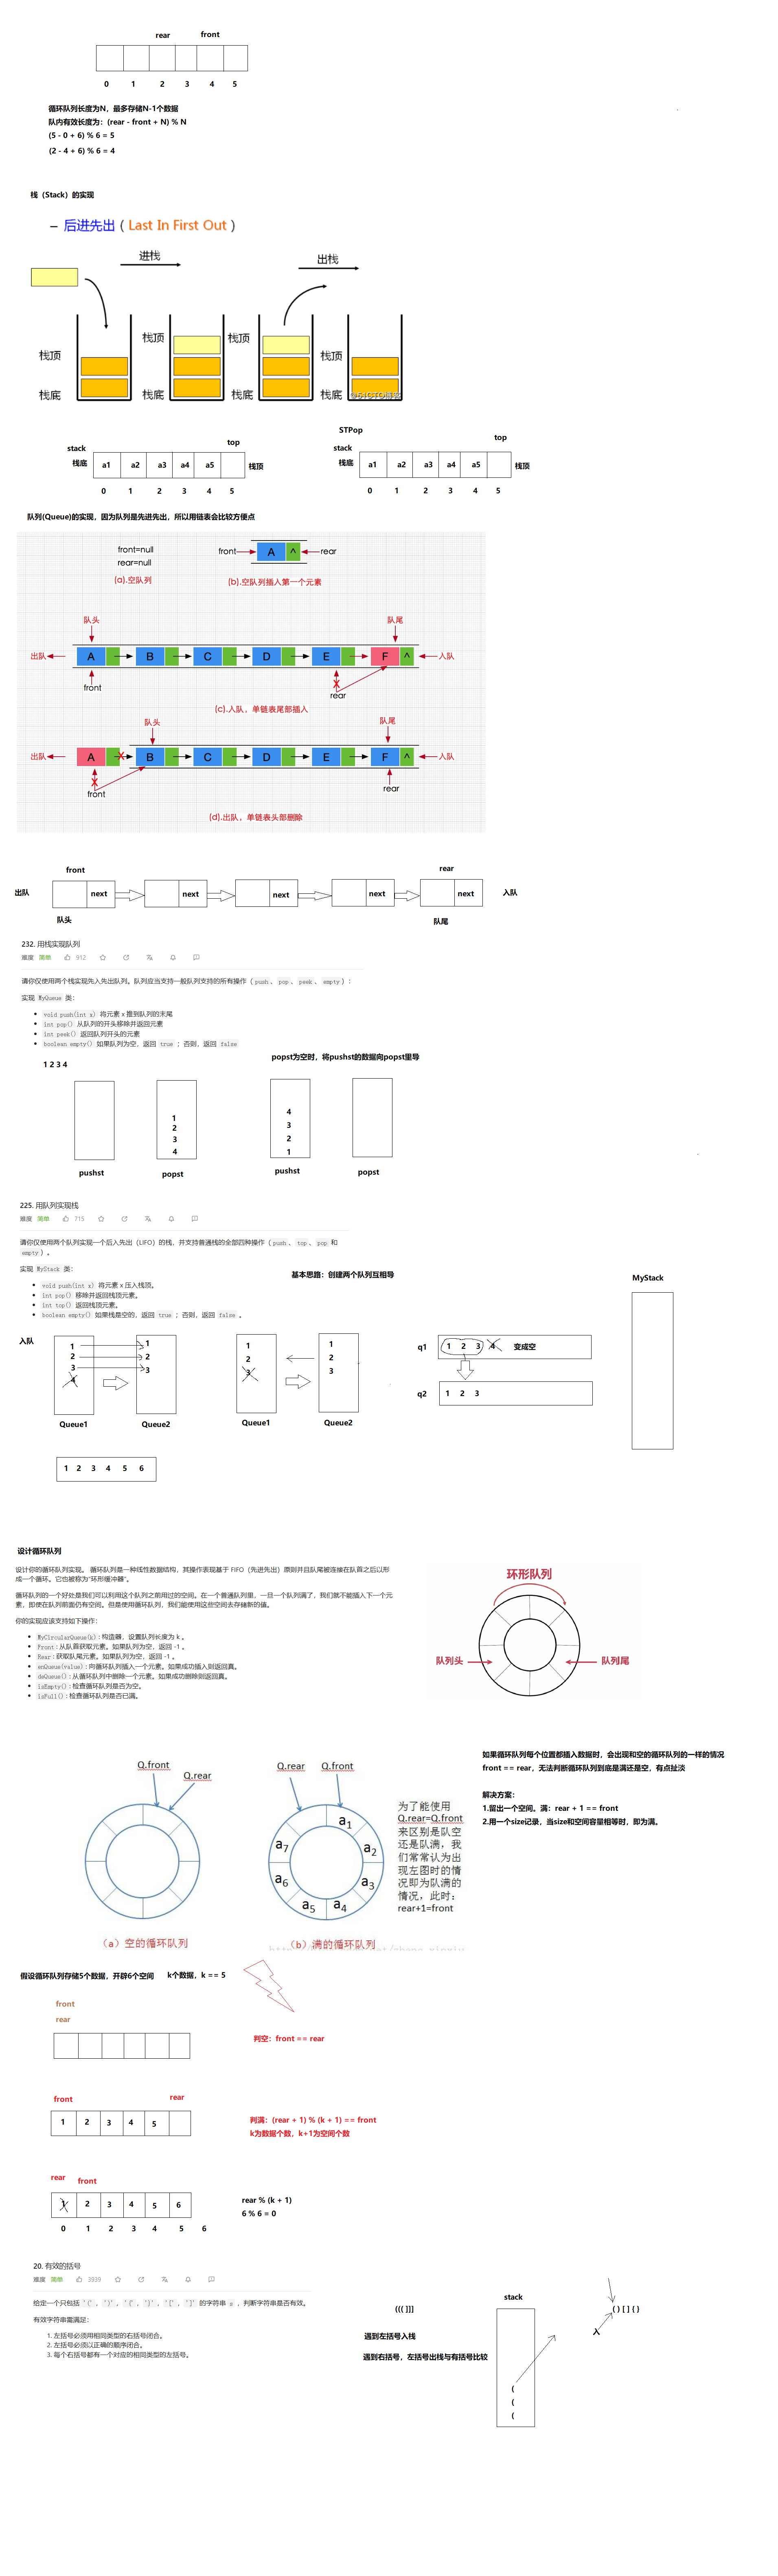 rear front
0 1 2 3 4 5
循环队列长度为N，最多存储N-1个数据
队内有效长度为：(rear - front + N) % N
(5 - 0 + 6) % 6 = 5
(2 - 4 + 6) % 6 = 4
栈（Stack）的实现
– 后进先出（Last In First Out）
进栈 出栈
栈顶 栈顶 栈顶 栈顶
栈底 栈底 栈底 栈底
@51CTO博客
STPop
stack top
栈底 a1 a2 a3 a4 a5 栈顶
0 1 2 3 4 5
stack top
栈底 a1 a2 a3 a4 a5 栈顶
0 1 2 3 4 5
队列(Queue)的实现，因为队列是先进先出，所以用链表会比较方便点
front=null
rear=null
(a).空队列
front A ^ rear
(b).空队列插入第一个元素
队头 队尾
出队 A B C D E F ^ 入队
front rear
(c).入队，单链表尾部插入
队头 队尾
出队 A B C D E F ^ 入队
front rear
(d).出队，单链表头部删除
front rear
出队 next next next next next 入队
队头 队尾
232. 用栈实现队列
难度 简单 912
请你仅使用两个栈实现先入先出队列。队列应当支持一般队列支持的所有操作（push、pop、peek、empty）：
实现 MyQueue 类：
void push(int x) 将元素 x 推到队列的末尾
int pop() 从队列的开头移除并返回元素
int peek() 返回队列开头的元素
boolean empty() 如果队列为空，返回 true ；否则，返回 false
popst为空时，将pushst的数据向popst里导
1 2 3 4
1
2
3
4
pushst popst
4
3
2
1
pushst popst
225. 用队列实现栈
难度 简单 715
请你仅使用两个队列实现一个后入先出（LIFO）的栈，并支持普通栈的全部四种操作（push、top、pop 和
empty）。
实现 MyStack 类：
void push(int x) 将元素 x 压入栈顶。
int pop() 移除并返回栈顶元素。
int top() 返回栈顶元素。
boolean empty() 如果栈是空的，返回 true ；否则，返回 false 。
基本思路：创建两个队列互相导
MyStack
入队
1 1
2 2
3 3
4
Queue1 Queue2
1 1
2 2
3 3
Queue1 Queue2
q1 1 2 3 4 变成空
q2 1 2 3
1 2 3 4 5 6
设计循环队列
设计你的循环队列实现。 循环队列是一种线性数据结构，其操作表现基于 FIFO（先进先出）原则并且队尾被连接在队首之后以形
成一个循环。它也被称为“环形缓冲器”。
循环队列的一个好处是我们可以利用这个队列之前用过的空间。在一个普通队列里，一旦一个队列满了，我们就不能插入下一个元
素，即使在队列前面仍有空间。但是使用循环队列，我们能使用这些空间去存储新的值。
你的实现应该支持如下操作：
MyCircularQueue(k): 构造器，设置队列长度为 k 。
Front: 从队首获取元素。如果队列为空，返回 -1 。
Rear: 获取队尾元素。如果队列为空，返回 -1 。
enQueue(value): 向循环队列插入一个元素。如果成功插入则返回真。
deQueue(): 从循环队列中删除一个元素。如果成功删除则返回真。
isEmpty(): 检查循环队列是否为空。
isFull(): 检查循环队列是否已满。
环形队列
队列头 队列尾
Q.front
Q.rear
（a）空的循环队列
Q.rear Q.front
a1
a2
a3
a4
a5
a6
a7
（b）满的循环队列
为了能使用
Q.rear=Q.front
来区别是队空
还是队满，我
们常常认为出
现左图时的情
况即为队满的
情况，此时：
rear+1=front
如果循环队列每个位置都插入数据时，会出现和空的循环队列的一样的情况
front == rear，无法判断循环队列到底是满还是空，有点扯淡
解决方案：
1.留出一个空间。满：rear + 1 == front
2.用一个size记录，当size和空间容量相等时，即为满。
假设循环队列存储5个数据，开辟6个空间 k个数据，k == 5
front
rear
判空：front == rear
front rear
1 2 3 4 5
判满：(rear + 1) % (k + 1) == front
k为数据个数，k+1为空间个数
rear front
1 2 3 4 5 6
0 1 2 3 4 5 6
rear % (k + 1)
6 % 6 = 0
20. 有效的括号
难度 简单 3939
给定一个只包括 '('，')'，'{'，'}'，'['，']' 的字符串 s ，判断字符串是否有效。
有效字符串需满足：
1. 左括号必须用相同类型的右括号闭合。
2. 左括号必须以正确的顺序闭合。
3. 每个右括号都有一个对应的相同类型的左括号。
((( ]]]
遇到左括号入栈
遇到右括号，左括号出栈与有括号比较
stack
(
(
(
( ) [ ] { }
入